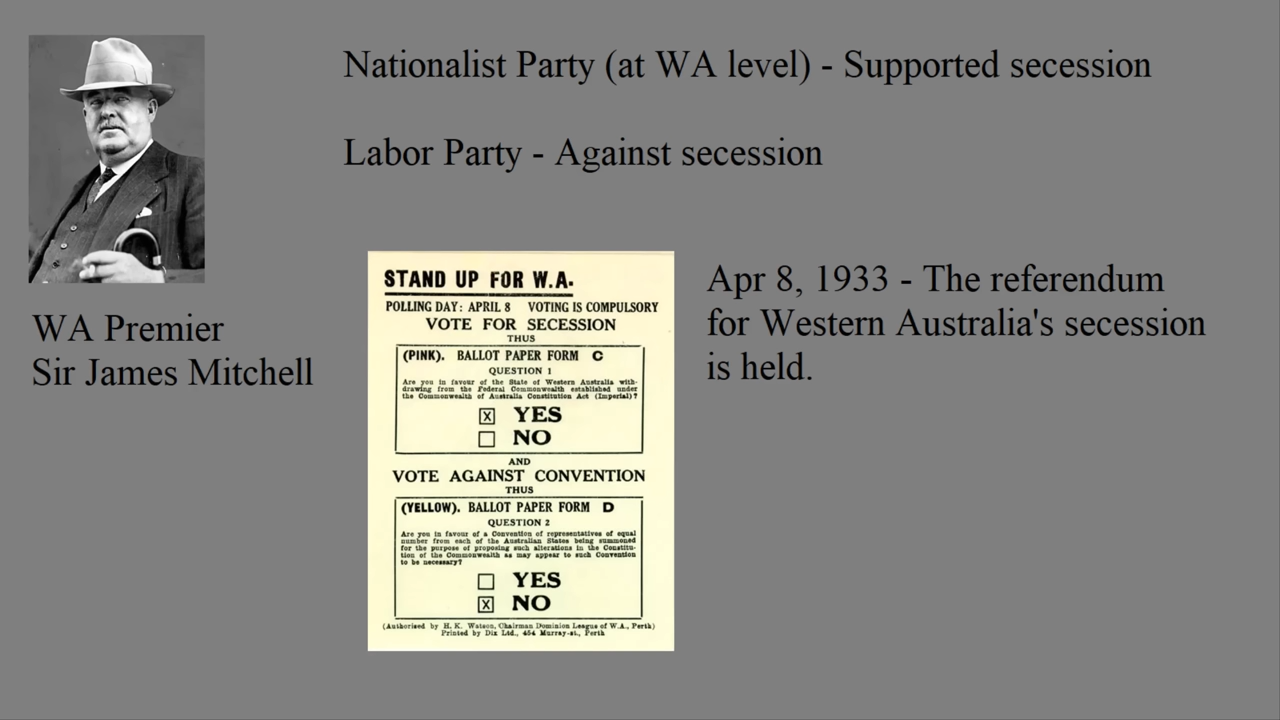 Nationalist Party (at WA level) - Supported secession
Labor Party - Against secession
WA Premier
Sir James Mitchell
STAND UP FOR W.A.
POLLING DAY: APRIL 8 VOTING IS COMPULSORY
VOTE FOR SECESSION
THUS
(PINK). BALLOT PAPER FORM C
QUESTION 1
Are you in favour of the State of Western Australia with-
drawing from the Federal Commonwealth established under
the Commonwealth of Australia Constitution Act (Imperial)?
X YES
NO
AND
VOTE AGAINST CONVENTION
THUS
(YELLOW). BALLOT PAPER FORM D
QUESTION 2
Are you in favour of a Convention of representatives of equal
number from each of the Australian States being summoned
for the purpose of proposing such alterations in the Constitu-
tion of the Commonwealth as may appear to such Convention
to be necessary?
YES
X NO
(Authorised by H. K. Watson, Chairman Dominion League of W.A., Perth)
Printed by Dix Ltd., 454 Murray-st., Perth
Apr 8, 1933 - The referendum
for Western Australia's secession
is held.